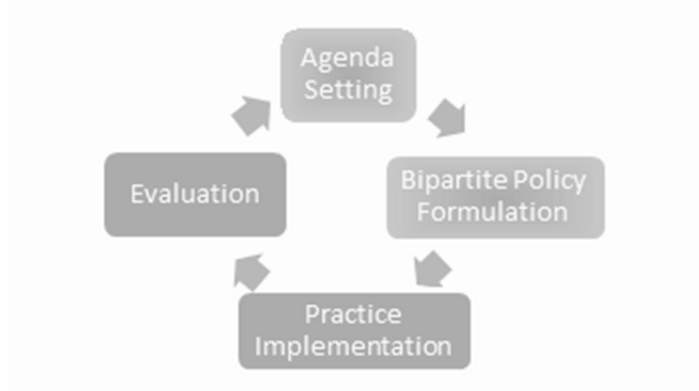 Agenda
Setting
Bipartite Policy
Formulation
Practice
Implementation
Evaluation